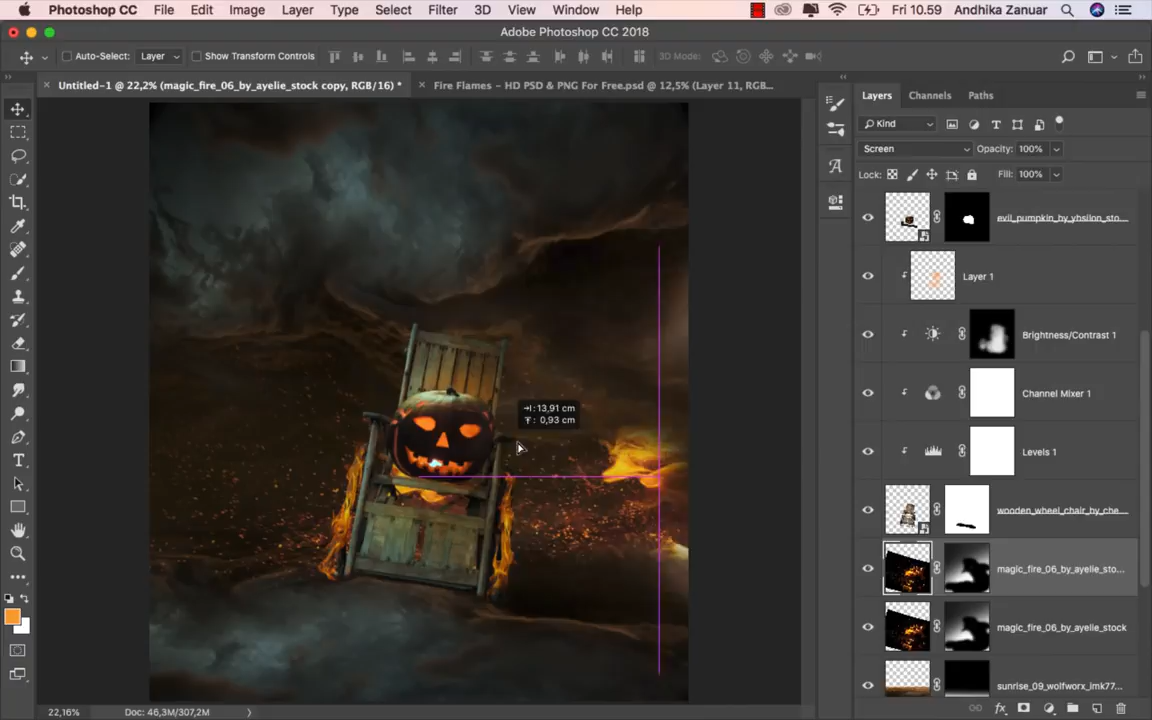 Photoshop CC File Edit Image Layer Type Select Filter 3D View Window Help Fri 10.59 Andhika Zanuar
Adobe Photoshop CC 2018
Auto-Select: Layer Show Transform Controls 3D Mode:
Untitled-1 @ 22,2% (magic_fire_06_by_ayelie_stock copy, RGB/16) * Fire Flames – HD PSD & PNG For Free.psd @ 12,5% (Layer 11, RGB...
Layers Channels Paths
Kind
Screen Opacity: 100%
Lock: Fill: 100%
evil_pumpkin_by_yhsilon_sto...
Layer 1
Brightness/Contrast 1
Channel Mixer 1
Levels 1
wooden_wheel_chair_by_che...
magic_fire_06_by_ayelie_sto...
magic_fire_06_by_ayelie_stock
sunrise_09_wolfworx_imk77...
→I: 13,91 cm
0,93 cm
22,16% Doc: 46,3M/307,2M